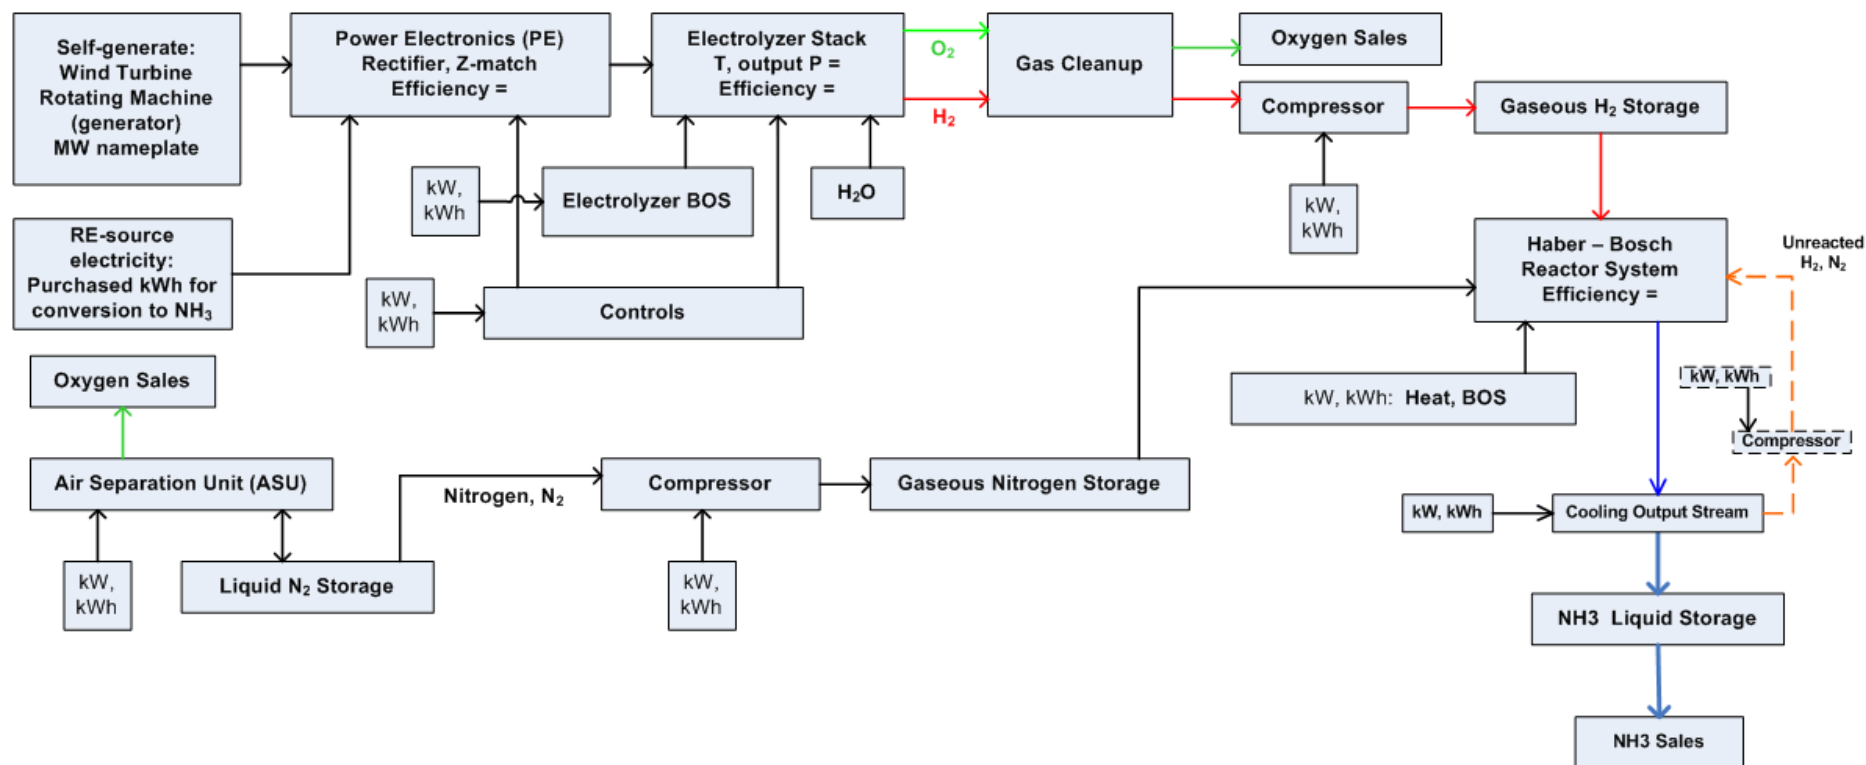 Self-generate:
Wind Turbine
Rotating Machine
(generator)
MW nameplate
Power Electronics (PE)
Rectifier, Z-match
Efficiency =
Electrolyzer Stack
T, output P =
Efficiency =
O₂
H₂
Gas Cleanup
Oxygen Sales
Compressor
Gaseous H₂ Storage
kW,
kWh
Electrolyzer BOS
H₂O
kW,
kWh
RE-source
electricity:
Purchased kWh for
conversion to NH₃
kW,
kWh
Controls
Haber – Bosch
Reactor System
Efficiency =
Unreacted
H₂, N₂
Oxygen Sales
kW, kWh: Heat, BOS
kW, kWh
Compressor
Air Separation Unit (ASU)
Nitrogen, N₂
Compressor
Gaseous Nitrogen Storage
kW, kWh
Cooling Output Stream
kW,
kWh
Liquid N₂ Storage
kW,
kWh
NH3 Liquid Storage
NH3 Sales